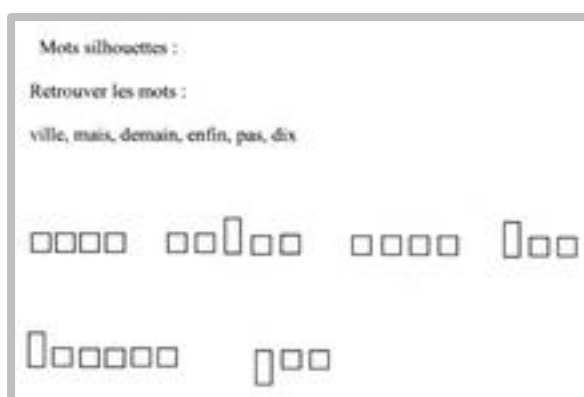 Mots silhouettes :
Retrouver les mots :
ville, mais, demain, enfin, pas, dix